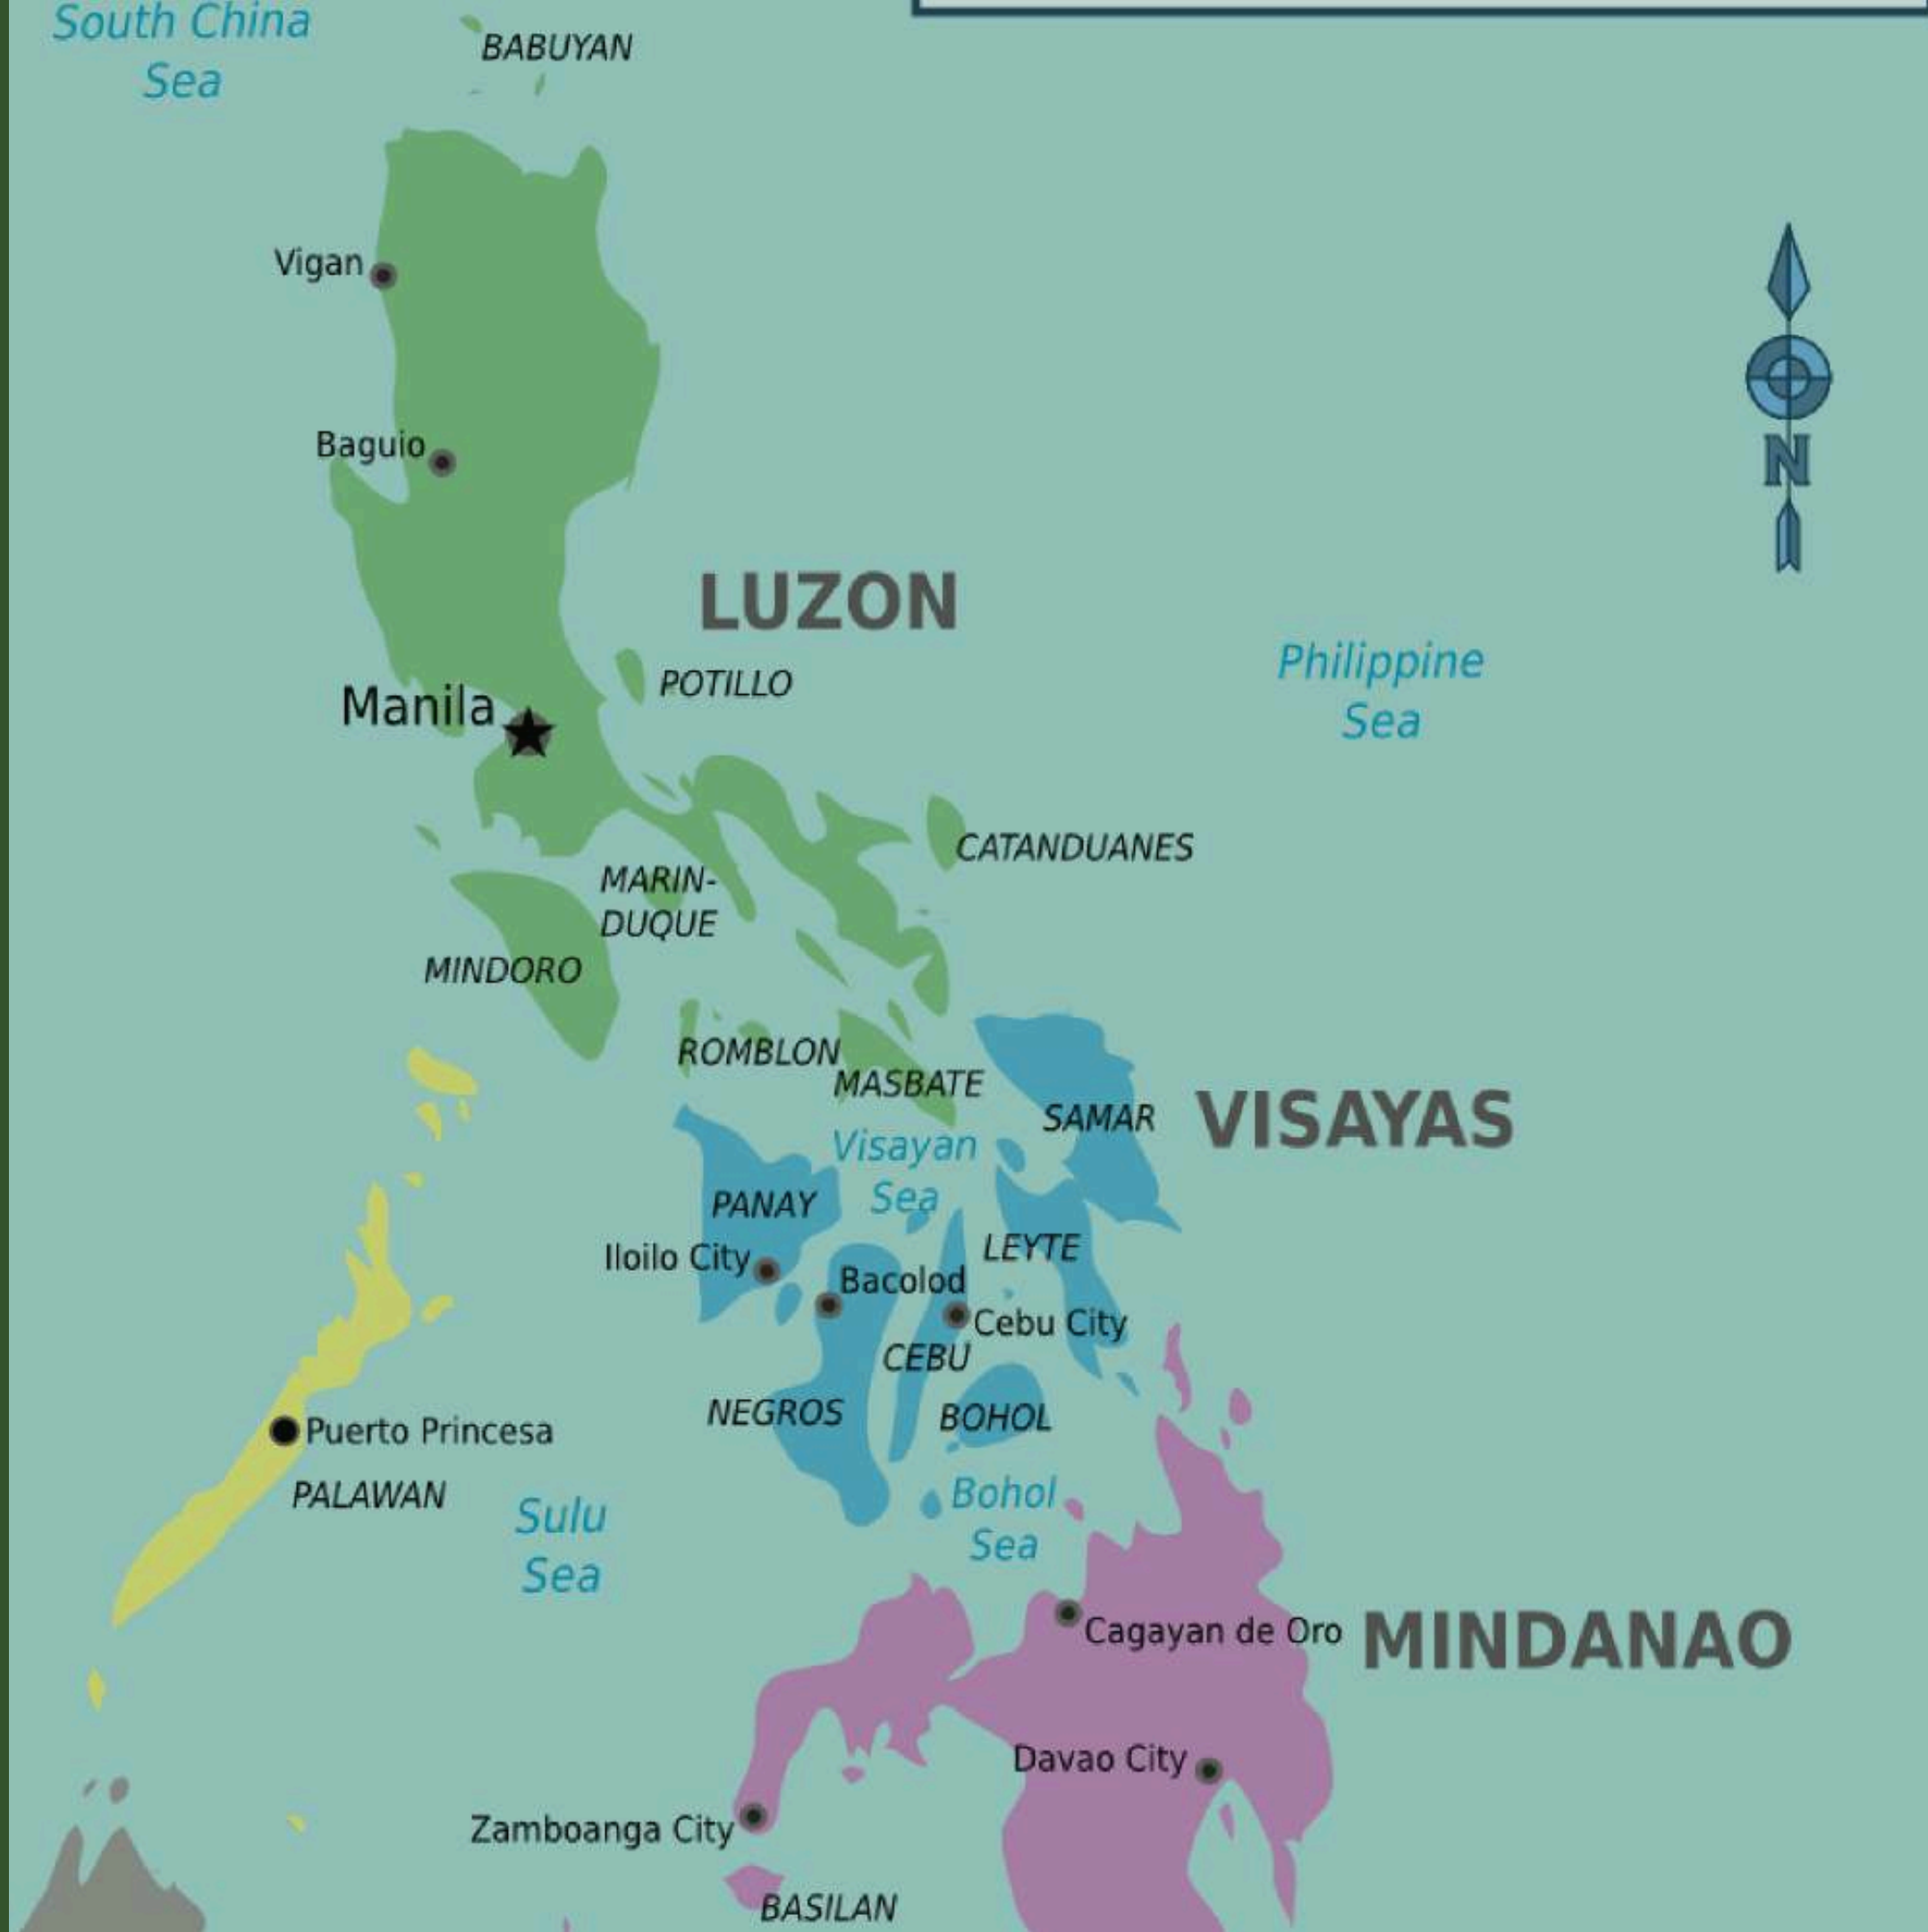 South China
Sea
BABUYAN
Vigan
Baguio
N
LUZON
POTILLO
Philippine
Sea
Manila
CATANDUANES
MARIN-
DUQUE
MINDORO
ROMBLON
MASBATE
SAMAR
VISAYAS
Visayan
Sea
PANAY
LEYTE
Iloilo City
Bacolod
Cebu City
CEBU
NEGROS
BOHOL
Puerto Princesa
PALAWAN
Sulu
Sea
Bohol
Sea
Cagayan de Oro
MINDANAO
Davao City
Zamboanga City
BASILAN